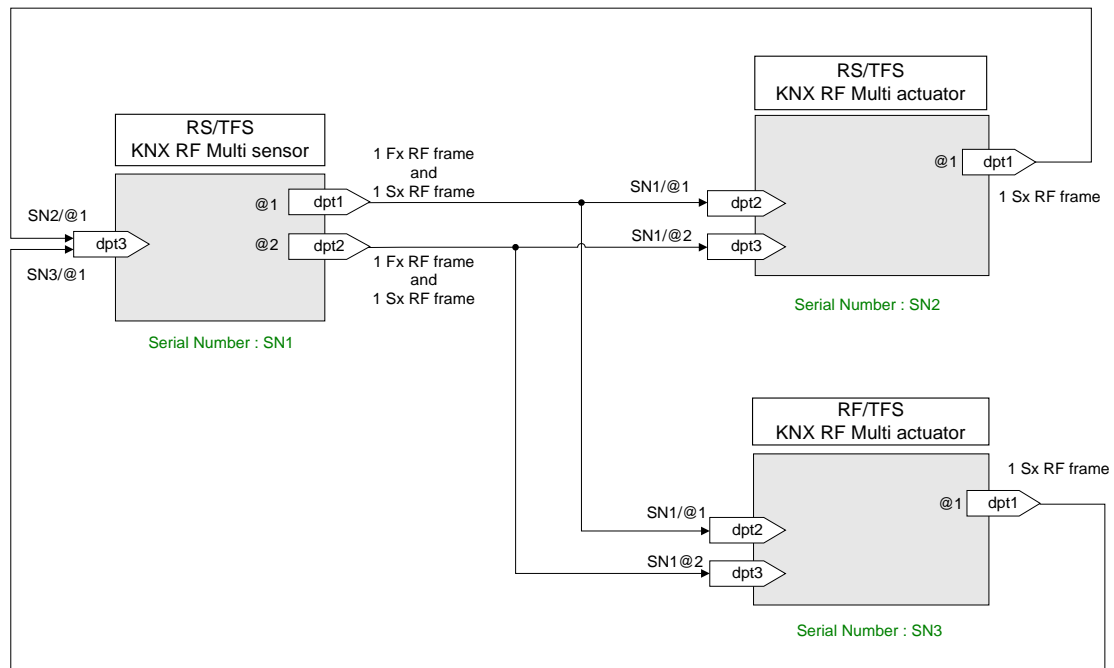 RS/TFS
KNX RF Multi sensor
SN2/@1
dpt3
SN3/@1
@1
dpt1
@2
dpt2
Serial Number : SN1
1 Fx RF frame
and
1 Sx RF frame
1 Fx RF frame
and
1 Sx RF frame
RS/TFS
KNX RF Multi actuator
SN1/@1
dpt2
SN1/@2
dpt3
@1
dpt1
1 Sx RF frame
Serial Number : SN2
RF/TFS
KNX RF Multi actuator
SN1/@1
dpt2
SN1@2
dpt3
@1
dpt1
1 Sx RF frame
Serial Number : SN3